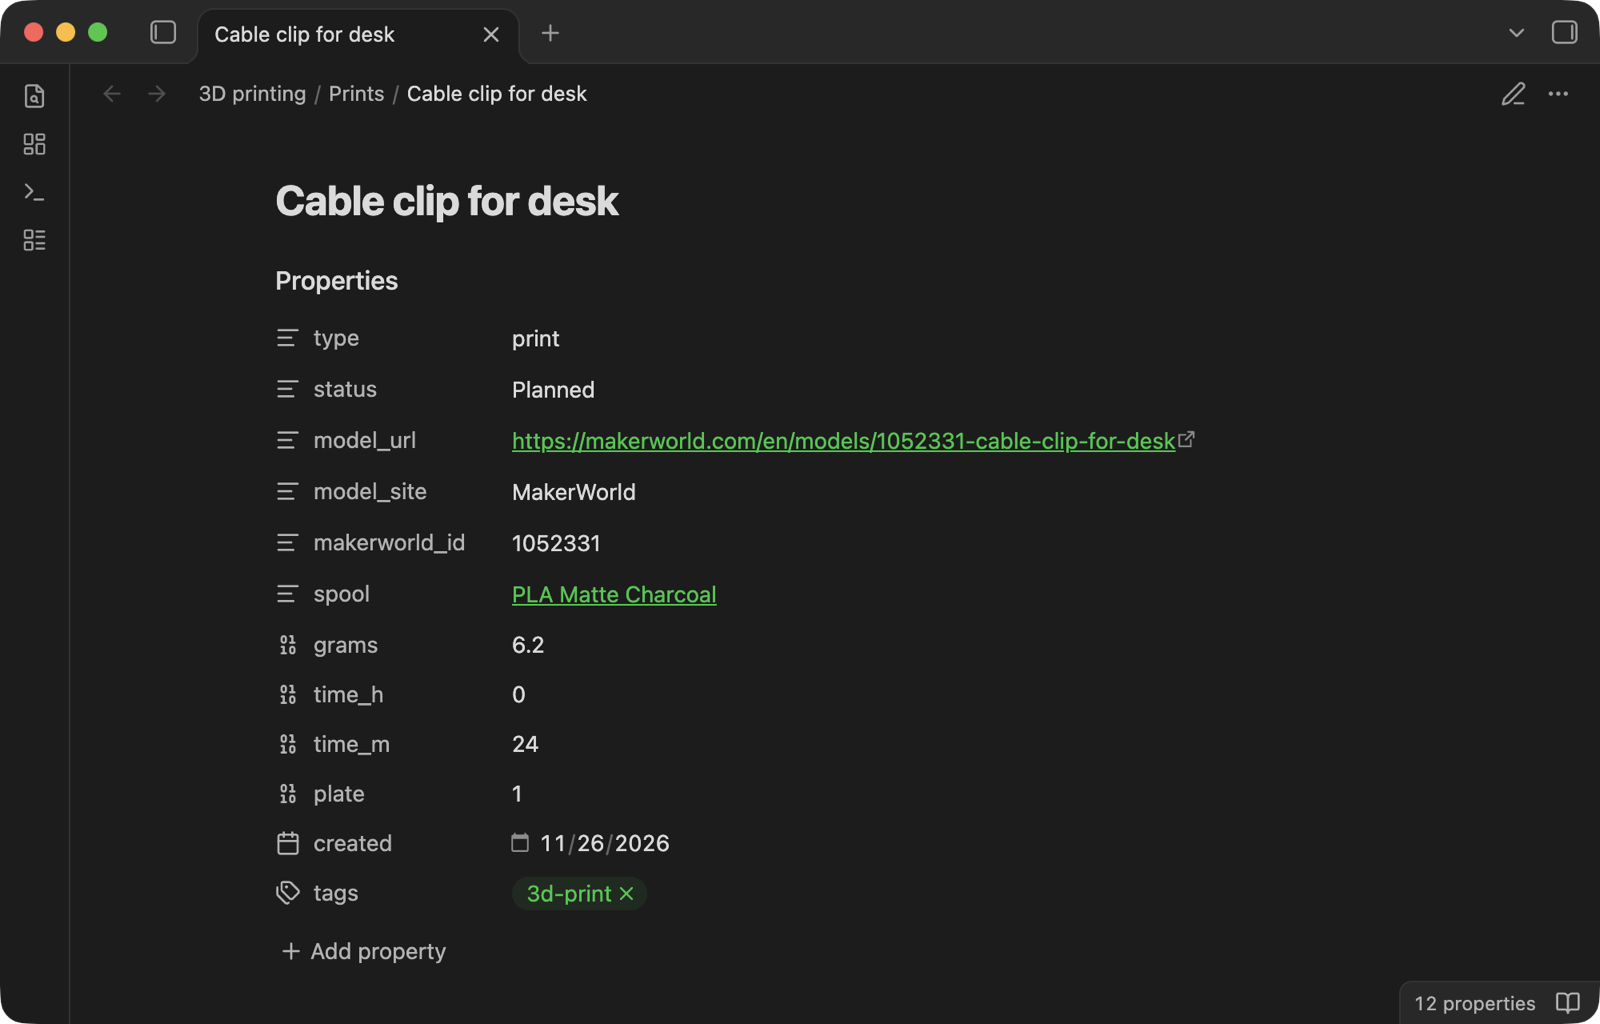 Cable clip for desk
3D printing / Prints / Cable clip for desk
Cable clip for desk
Properties
type print
status Planned
model_url https://makerworld.com/en/models/1052331-cable-clip-for-desk
model_site MakerWorld
makerworld_id 1052331
spool PLA Matte Charcoal
grams 6.2
time_h 0
time_m 24
plate 1
created 11/26/2026
tags 3d-print
Add property
12 properties